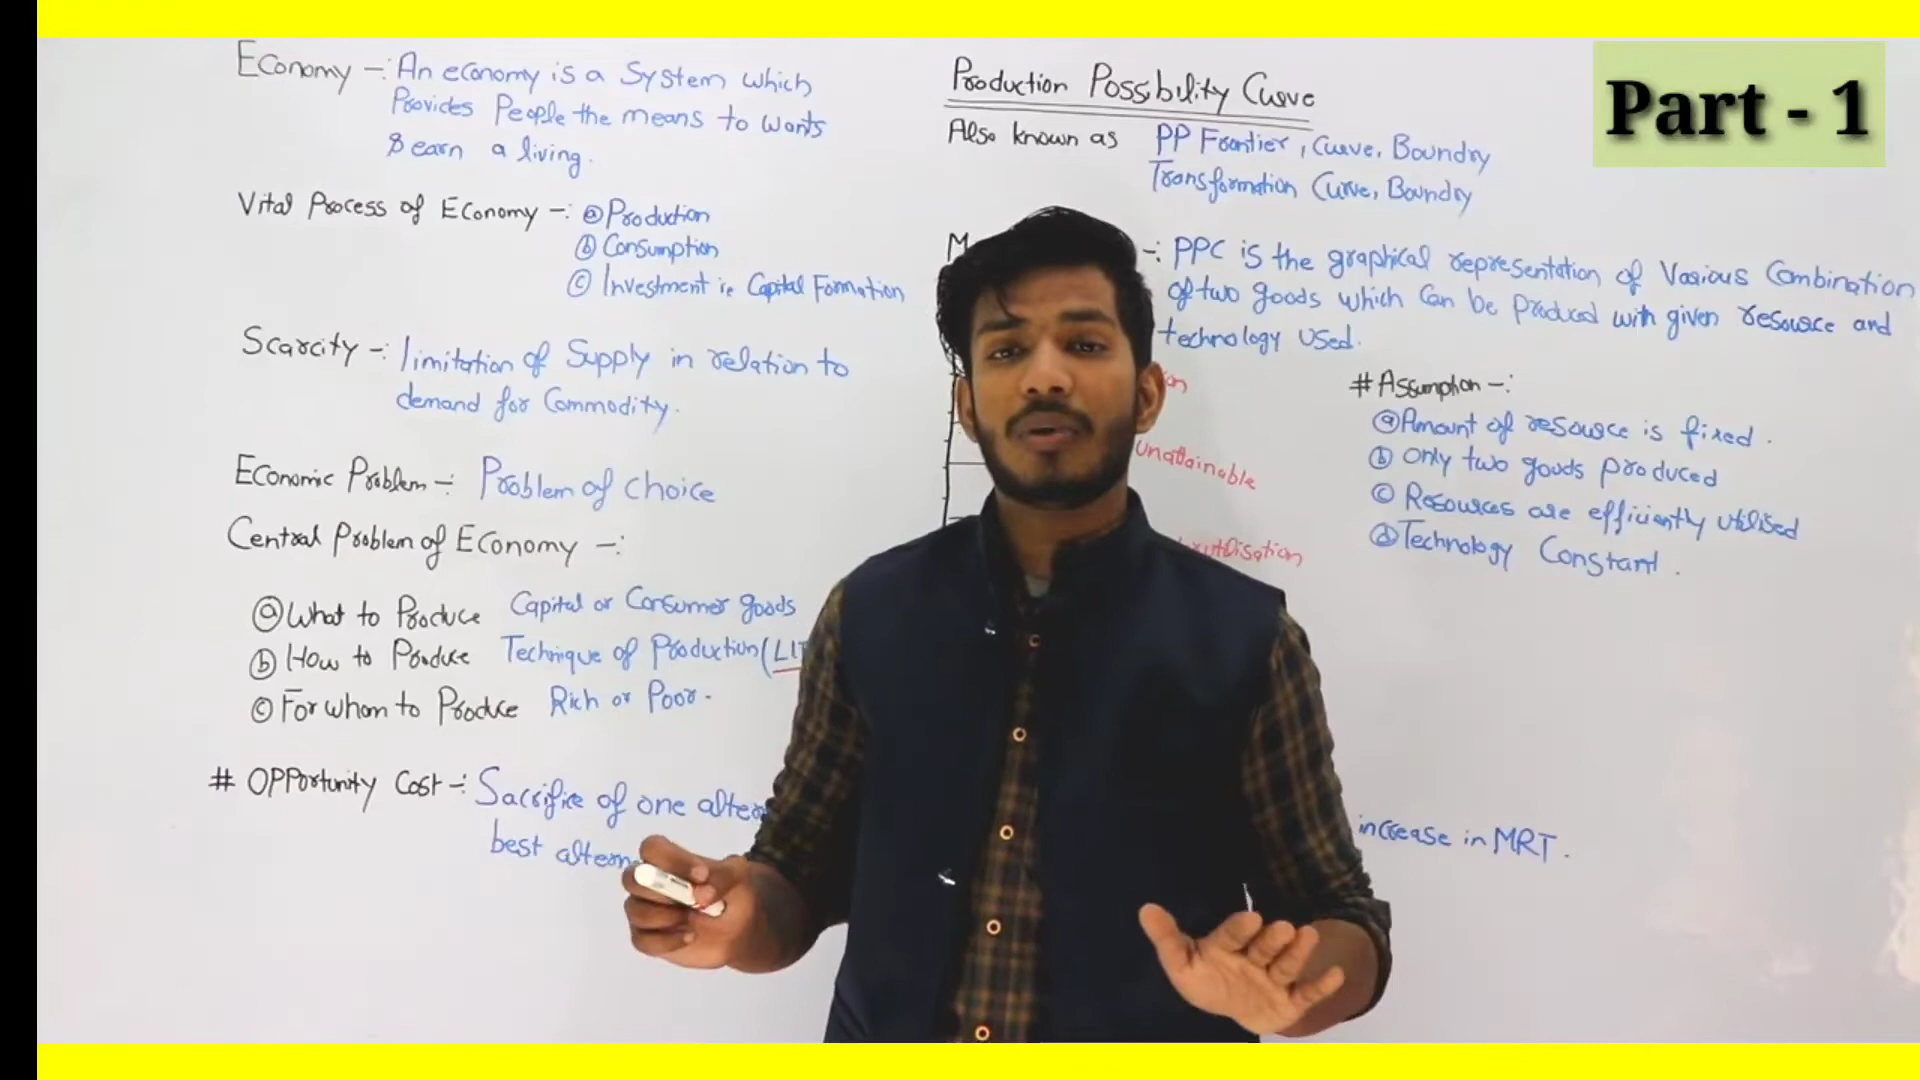 Economy -: An economy is a System which
Provides People the means to wants
& earn a living.
Vital Process of Economy -: ⓐ Production
ⓑ Consumption
ⓒ Investment ie Capital Formation
Scarcity -: limitation of Supply in relation to
demand for Commodity.
Economic Problem -: Problem of choice
Central Problem of Economy -:
ⓐ What to Produce Capital or Consumer goods
ⓑ How to Produce Technique of Production (LIT
ⓒ For whom to Produce Rich or Poor.
# Opportunity Cost -: Sacrifice of one alter
best altern
Production Possbility Curve
Also known as PP Frontier, Curve, Boundry
Transformation Curve, Boundry
M -: PPC is the graphical representation of Various Combination
of two goods which Can be Produced with given resource and
technology used.
unattainable
utilisation
# Assumption -:
ⓐ Amount of resource is fixed.
ⓑ Only two goods produced
ⓒ Resources are efficiently utilised
ⓓ Technology Constant.
increase in MRT.
Part - 1